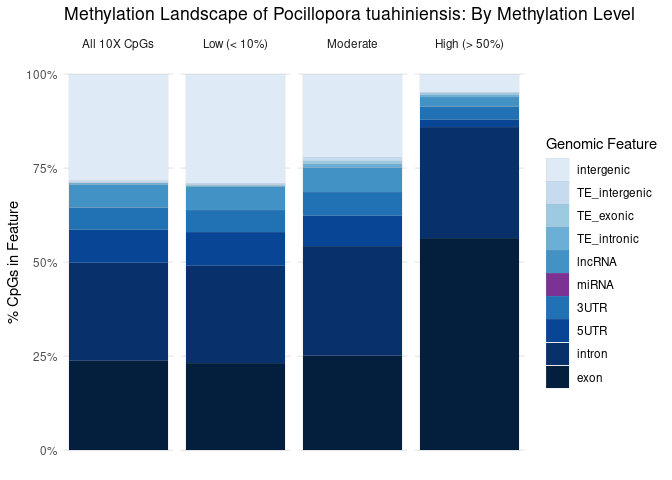 Methylation Landscape of Pocillopora tuahiniensis: By Methylation Level
All 10X CpGs
Low (< 10%)
Moderate
High (> 50%)
100%
75%
50%
25%
0%
% CpGs in Feature
Genomic Feature
intergenic
TE_intergenic
TE_exonic
TE_intronic
lncRNA
miRNA
3UTR
5UTR
intron
exon